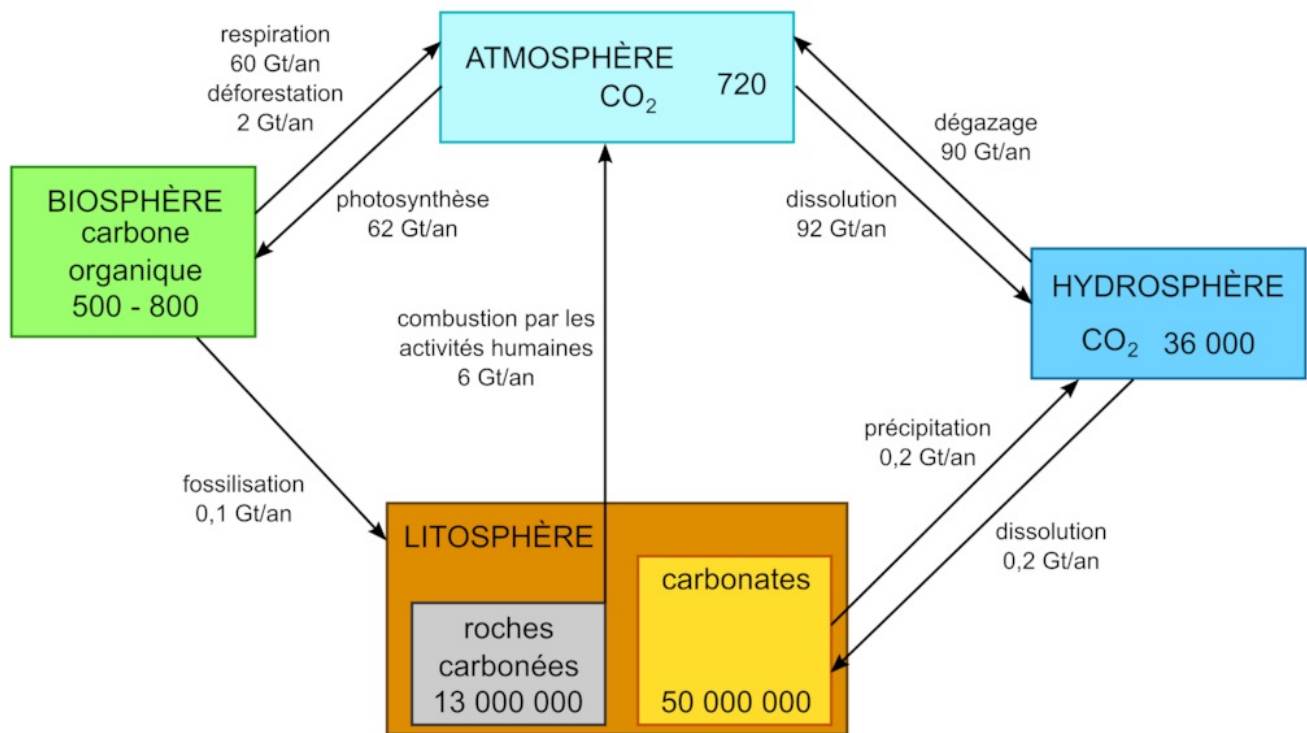 respiration
60 Gt/an
déforestation
2 Gt/an
ATMOSPHÈRE
CO₂ 720
dégazage
90 Gt/an
BIOSPHÈRE
carbone
organique
500 - 800
photosynthèse
62 Gt/an
dissolution
92 Gt/an
HYDROSPHÈRE
CO₂ 36 000
combustion par les
activités humaines
6 Gt/an
précipitation
0,2 Gt/an
fossilisation
0,1 Gt/an
dissolution
0,2 Gt/an
LITOSPHÈRE
roches
carbonées
13 000 000
carbonates
50 000 000